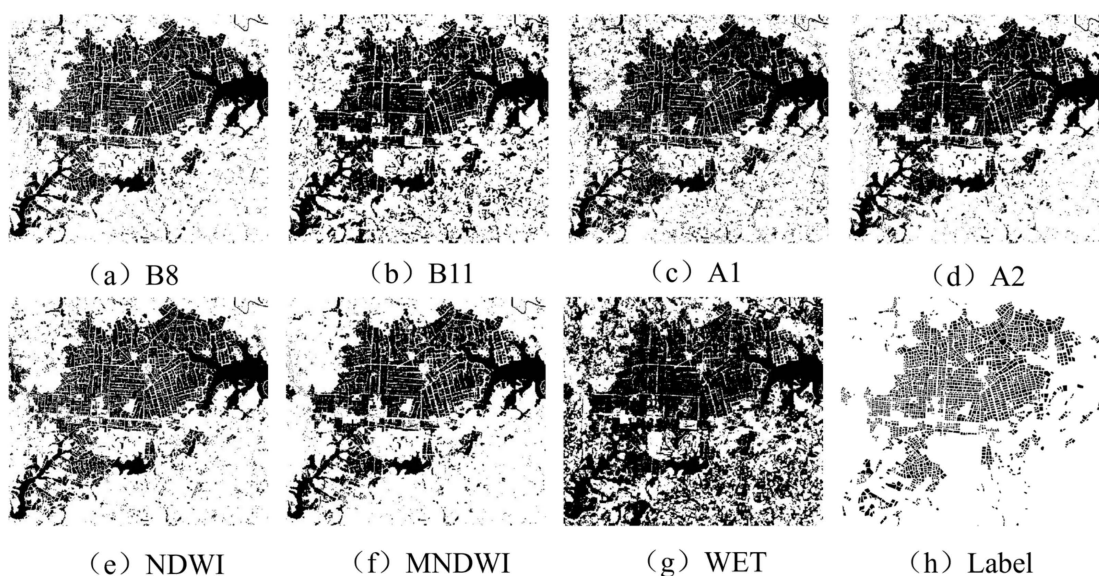 （a）B8
（b）B11
（c）A1
（d）A2
（e）NDWI
（f）MNDWI
（g）WET
（h）Label